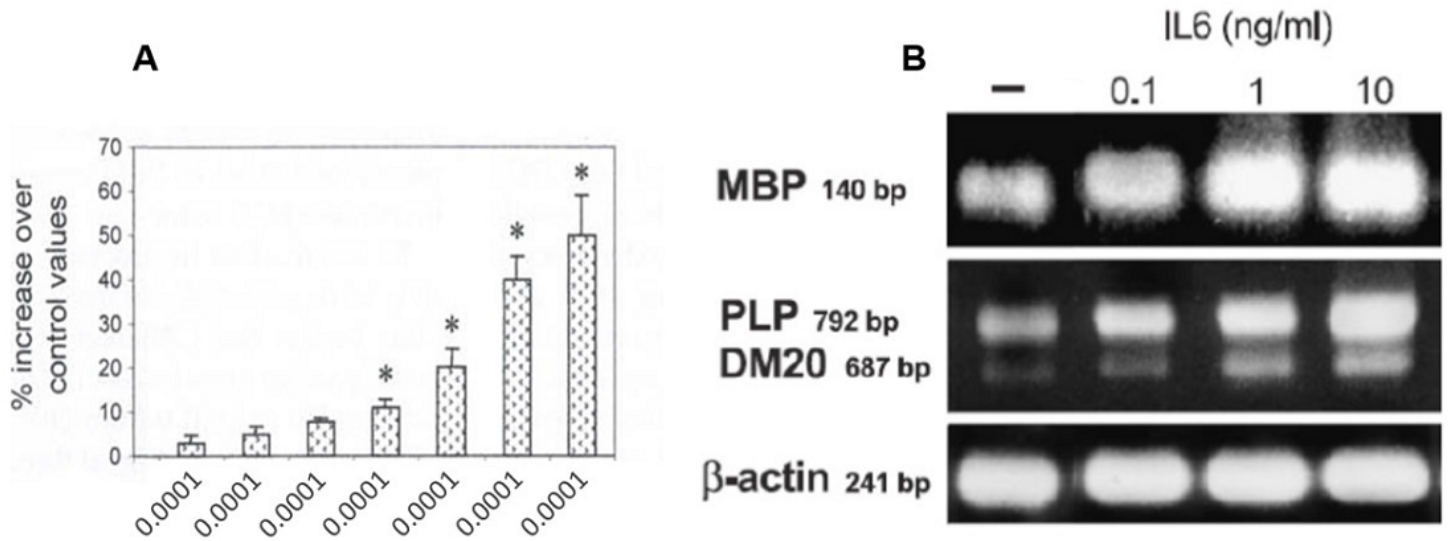 A
% increase over
control values
70
60
50
40
30
20
10
0
*
*
*
*
0.0001
0.0001
0.0001
0.0001
0.0001
0.0001
0.0001
B
IL6 (ng/ml)
– 0.1 1 10
MBP 140 bp
PLP 792 bp
DM20 687 bp
β-actin 241 bp